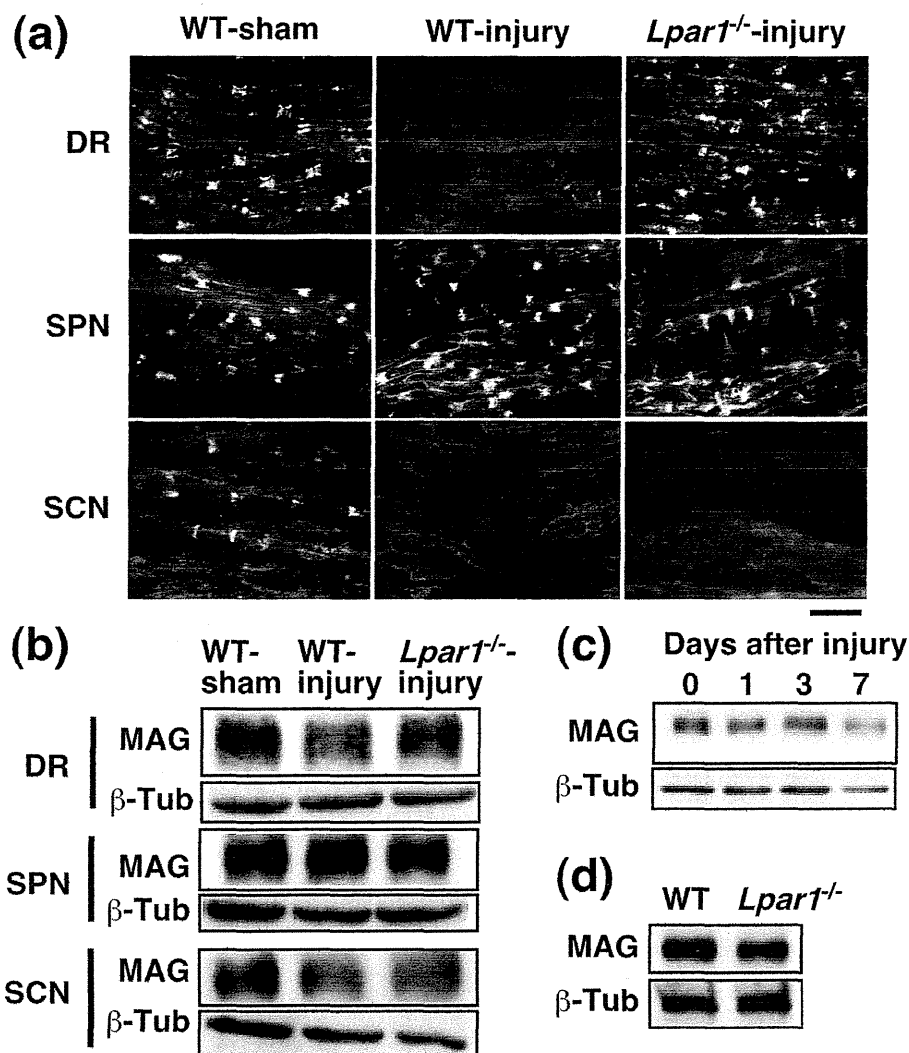 (a)
WT-sham WT-injury Lpar1-/--injury
DR
SPN
SCN
(b)
WT-sham WT-injury Lpar1-/--injury
DR
MAG
β-Tub
SPN
MAG
β-Tub
SCN
MAG
β-Tub
(c)
Days after injury
0 1 3 7
MAG
β-Tub
(d)
WT Lpar1-/-
MAG
β-Tub